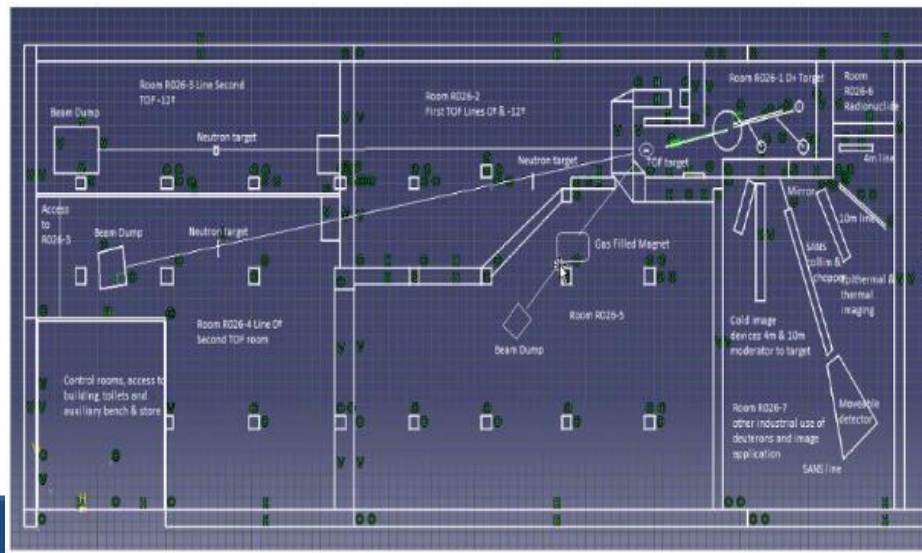 Room R026-3 Line Second
TOF -12º
Beam Dump
Neutron target
Room R026-2
First TOF Lines 0º & -12º
Neutron target
Room R026-1 D+ Target
TOF target
Room
R026-6
Radionuclide
4m line
Access
to
R026-3
Beam Dump
Neutron target
Gas Filled Magnet
Mirror
10m line
SANS
collim &
chopper
Epithermal &
thermal
imaging
Room R026-4 Line 0º
Second TOF room
Room R026-5
Beam Dump
Cold image
devices 4m & 10m
moderator to target
Control rooms, access to
building, toilets and
auxiliary bench & store
Room R026-7
other industrial use of
deuterons and image
application
Moveable
detector
SANS line